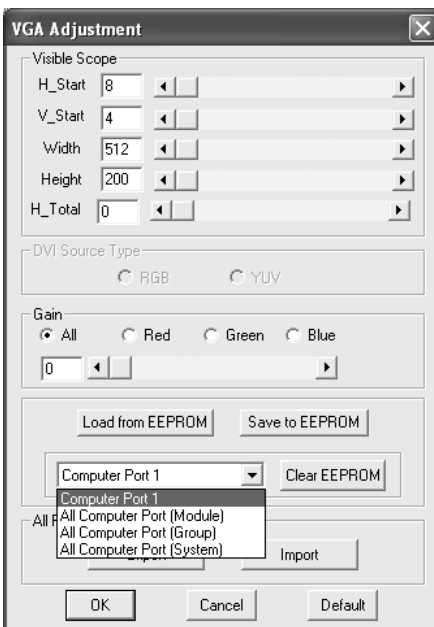 VGA Adjustment
Visible Scope
H_Start 8
V_Start 4
Width 512
Height 200
H_Total 0
DVI Source Type
RGB YUV
Gain
All Red Green Blue
0
Load from EEPROM Save to EEPROM
Computer Port 1 Clear EEPROM
Computer Port 1
All Computer Port (Module)
All Computer Port (Group)
All Computer Port (System)
All
Import
OK Cancel Default